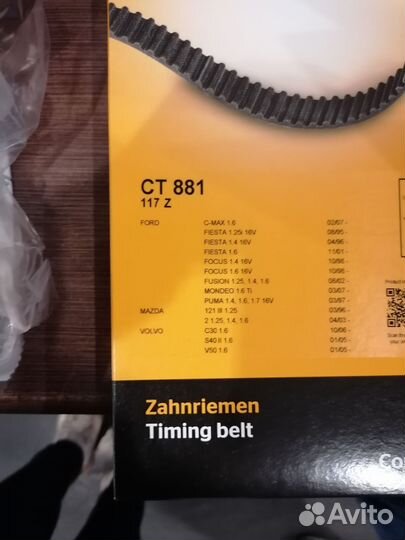 CT 881
117 Z
FORD C-MAX 1.6 02/07 -
FIESTA 1.25i 16V 08/95 -
FIESTA 1.4 16V 04/96 -
FIESTA 1.6 11/01 -
FOCUS 1.4 16V 10/98 -
FOCUS 1.6 16V 10/98 -
FUSION 1.25, 1.4, 1.6 08/02 -
MONDEO 1.6 Ti 03/07 -
PUMA 1.4, 1.6, 1.7 16V 03/97 -
MAZDA 121 III 1.25 03/96 -
2 1.25, 1.4, 1.6 04/03 -
VOLVO C30 1.6 10/06 -
S40 II 1.6 01/05 -
V50 1.6 01/05 -
Product
Scan
Zahnriemen
Timing belt
Co
Avito